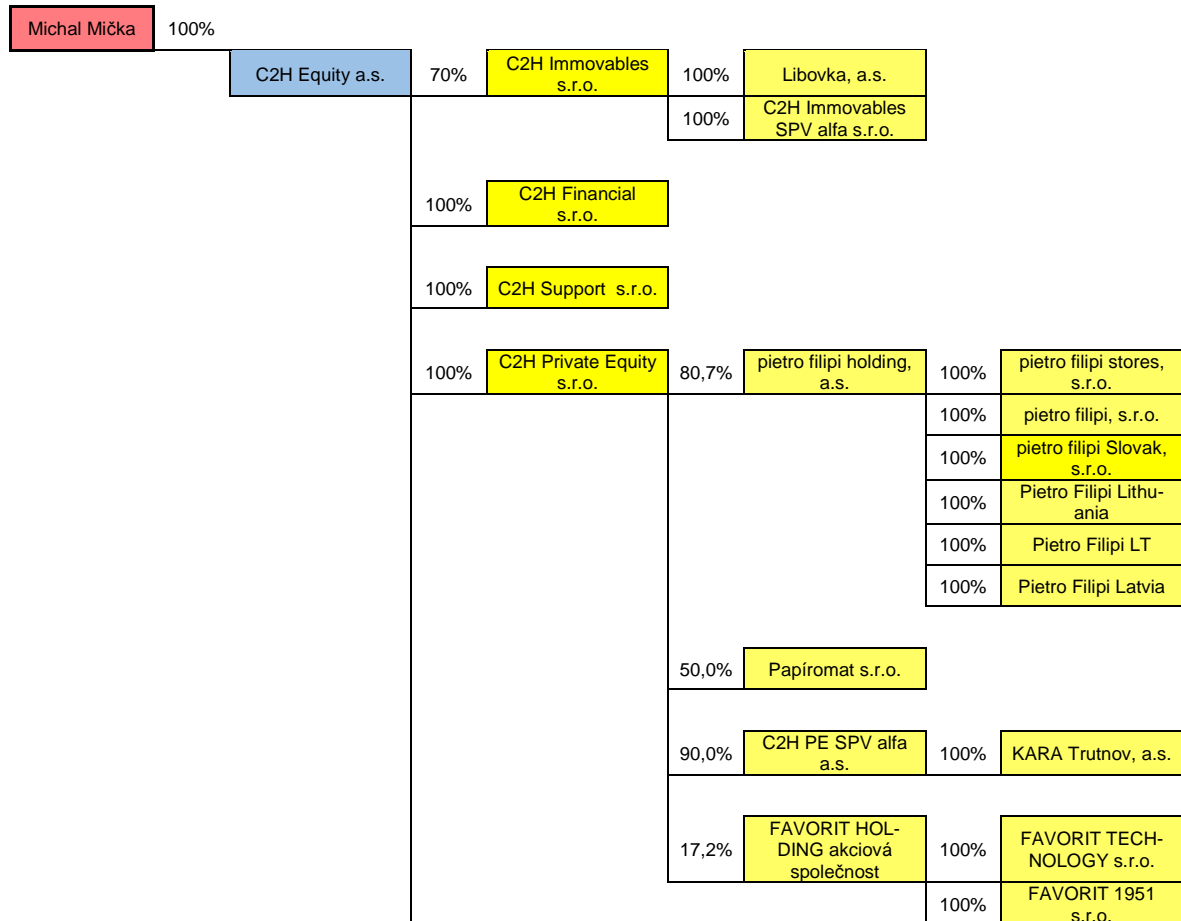 Michal Mička 100%
C2H Equity a.s. 70% C2H Immovables
s.r.o. 100% Libovka, a.s.
100% C2H Immovables
SPV alfa s.r.o.
100% C2H Financial
s.r.o.
100% C2H Support s.r.o.
100% C2H Private Equity
s.r.o. 80,7% pietro filipi holding,
a.s. 100% pietro filipi stores,
s.r.o.
100% pietro filipi, s.r.o.
100% pietro filipi Slovak,
s.r.o.
100% Pietro Filipi Lithu-
ania
100% Pietro Filipi LT
100% Pietro Filipi Latvia
50,0% Papíromat s.r.o.
90,0% C2H PE SPV alfa
a.s. 100% KARA Trutnov, a.s.
17,2% FAVORIT HOL-
DING akciová
společnost 100% FAVORIT TECH-
NOLOGY s.r.o.
100% FAVORIT 1951
s.r.o.